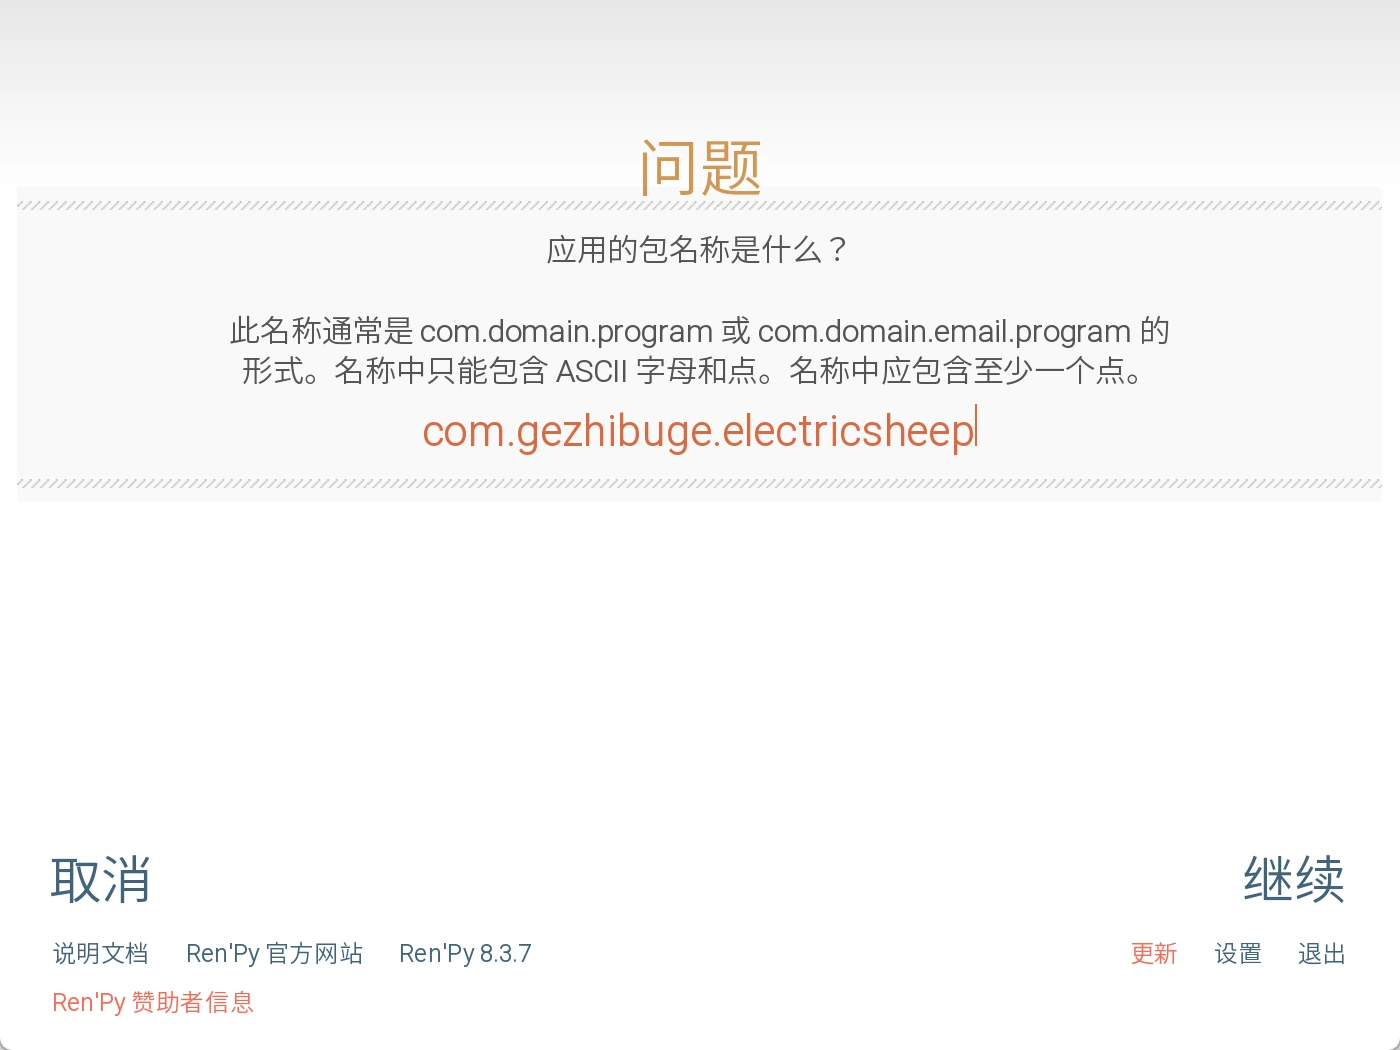 问题
应用的包名称是什么？
此名称通常是 com.domain.program 或 com.domain.email.program 的
形式。名称中只能包含 ASCII 字母和点。名称中应包含至少一个点。
com.gezhibuge.electricsheep
取消
继续
说明文档
Ren'Py 官方网站
Ren'Py 8.3.7
更新
设置
退出
Ren'Py 赞助者信息